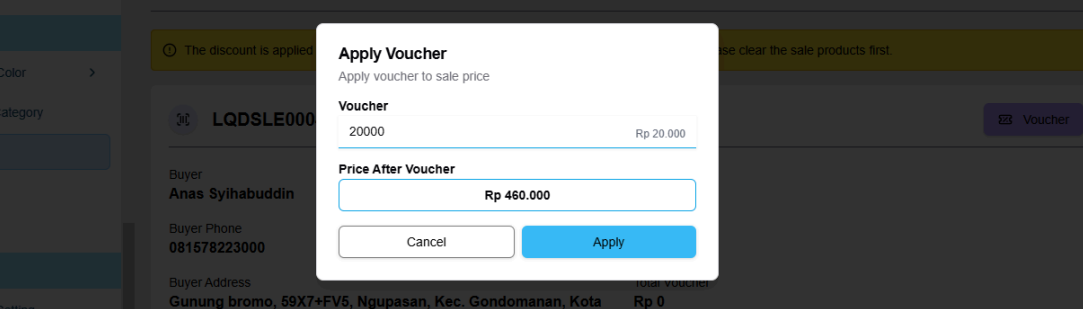 The discount is applied
ase clear the sale products first.
Color
ategory
LQDSLE000
Voucher
Buyer
Anas Syihabuddin
Buyer Phone
081578223000
Buyer Address
Gunung bromo, 59X7+FV5, Ngupasan, Kec. Gondomanan, Kota
Total Voucher
Rp 0
Apply Voucher
Apply voucher to sale price
Voucher
20000
Rp 20.000
Price After Voucher
Rp 460.000
Cancel
Apply